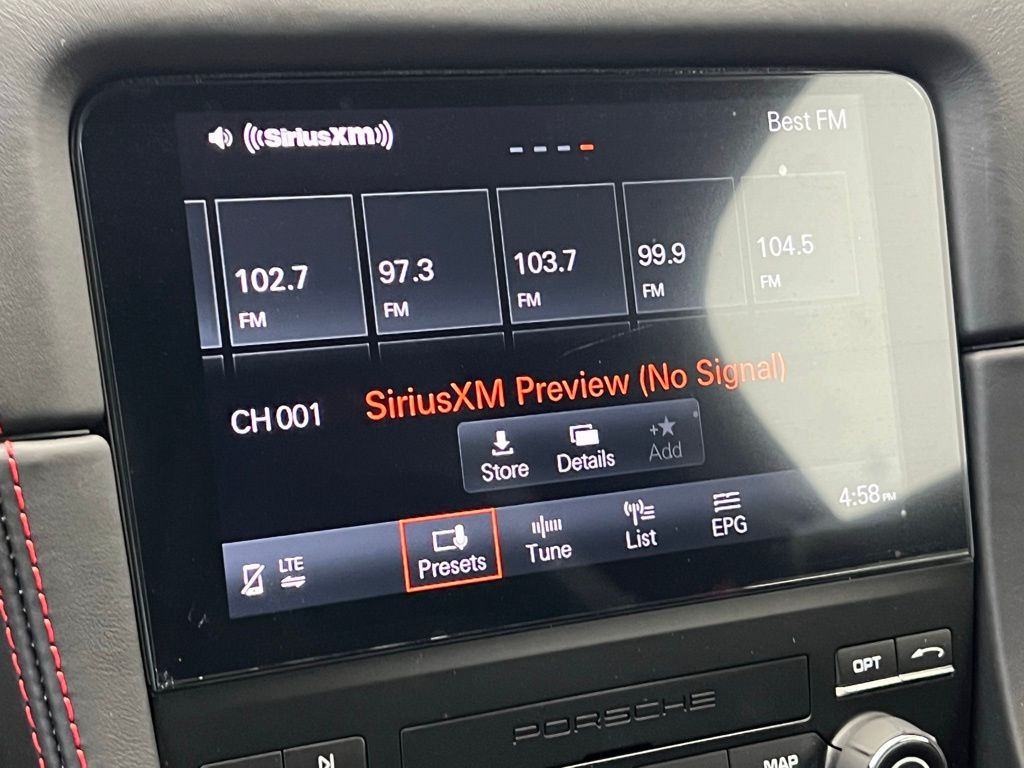 SiriusXM
Best FM
102.7
FM
97.3
FM
103.7
FM
99.9
FM
104.5
FM
CH 001
SiriusXM Preview (No Signal)
Store
Details
Add
LTE
Presets
Tune
List
EPG
4:58 PM
OPT
PORSCHE
MAP